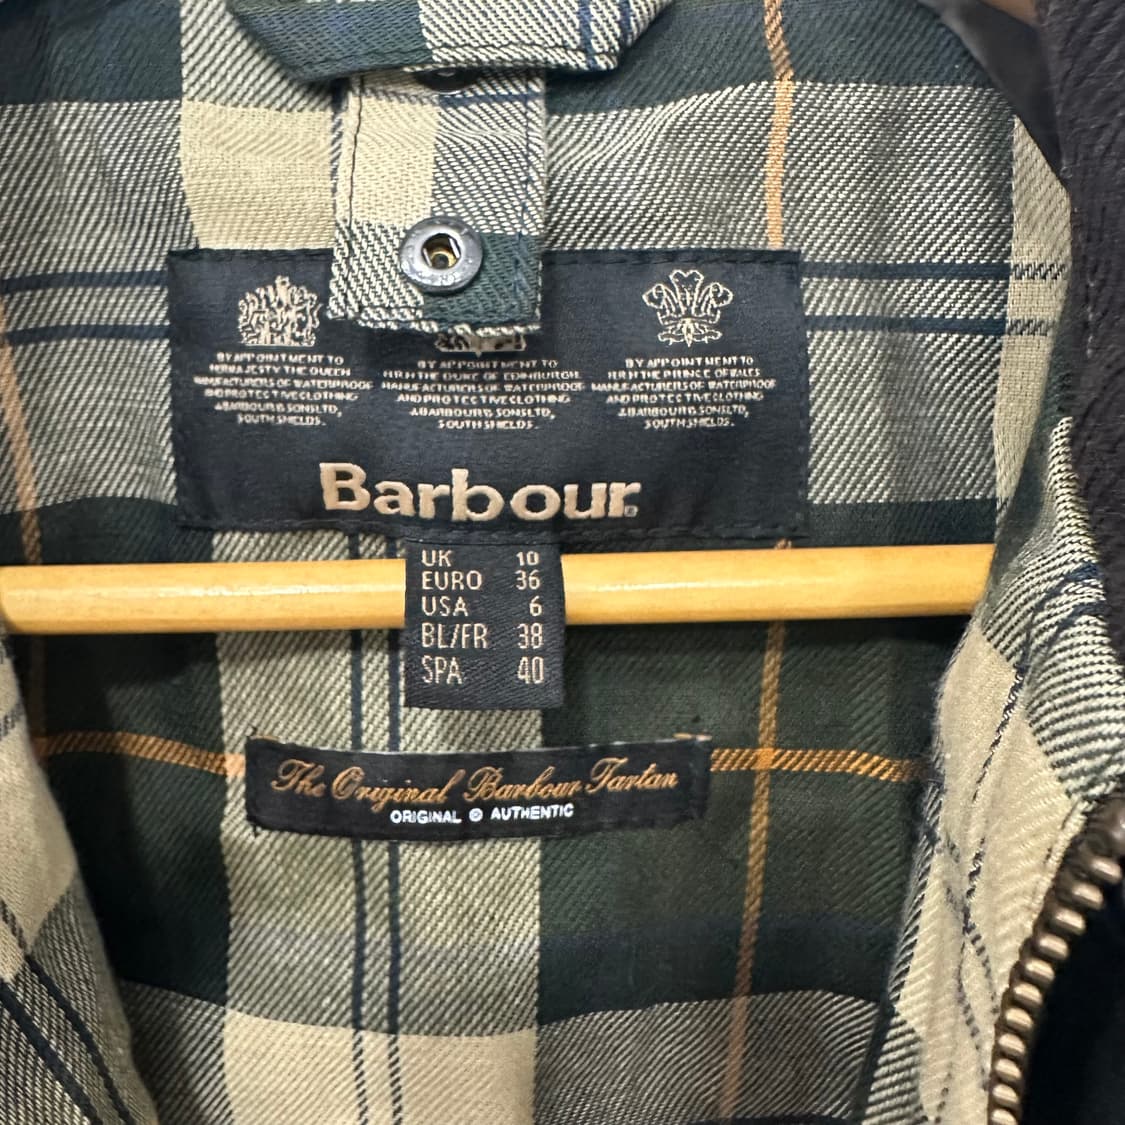 BY APPOINTMENT TO
HER MAJESTY THE QUEEN
MANUFACTURERS OF WATERPROOF
AND PROTECTIVE CLOTHING
J.BARBOUR & SONS LTD,
SOUTH SHIELDS.
BY APPOINTMENT TO
H R H THE DUKE OF EDINBURGH
MANUFACTURERS OF WATERPROOF
AND PROTECTIVE CLOTHING
J.BARBOUR & SONS LTD,
SOUTH SHIELDS.
BY APPOINTMENT TO
H R H THE PRINCE OF WALES
MANUFACTURERS OF WATERPROOF
AND PROTECTIVE CLOTHING
J.BARBOUR & SONS LTD,
SOUTH SHIELDS.
Barbour®
UK 10
EURO 36
USA 6
BL/FR 38
SPA 40
The Original Barbour Tartan
ORIGINAL © AUTHENTIC